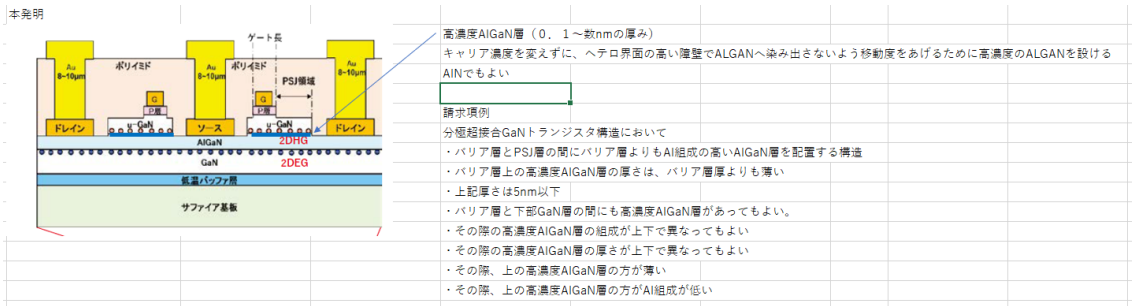 本発明
ゲート長
Au
8~10μm
ポリイミド
Au
8~10μm
ポリイミド
Au
8~10μm
PSJ領域
G
P層
u-GaN
G
P層
u-GaN
ドレイン
ソース
ドレイン
AlGaN
2DHG
GaN
2DEG
低温バッファ層
サファイア基板
高濃度AlGaN層（０．１～数nmの厚み）
キャリア濃度を変えずに、ヘテロ界面の高い障壁でALGANへ染み出さないよう移動度をあげるために高濃度のALGANを設ける
AlNでもよい
請求項例
分極超接合GaNトランジスタ構造において
・バリア層とPSJ層の間にバリア層よりもAl組成の高いAlGaN層を配置する構造
・バリア層上の高濃度AlGaN層の厚さは、バリア層厚よりも薄い
・上記厚さは5nm以下
・バリア層と下部GaN層の間にも高濃度AlGaN層があってもよい。
・その際の高濃度AlGaN層の組成が上下で異なってもよい
・その際の高濃度AlGaN層の厚さが上下で異なってもよい
・その際、上の高濃度AlGaN層の方が薄い
・その際、上の高濃度AlGaN層の方がAl組成が低い